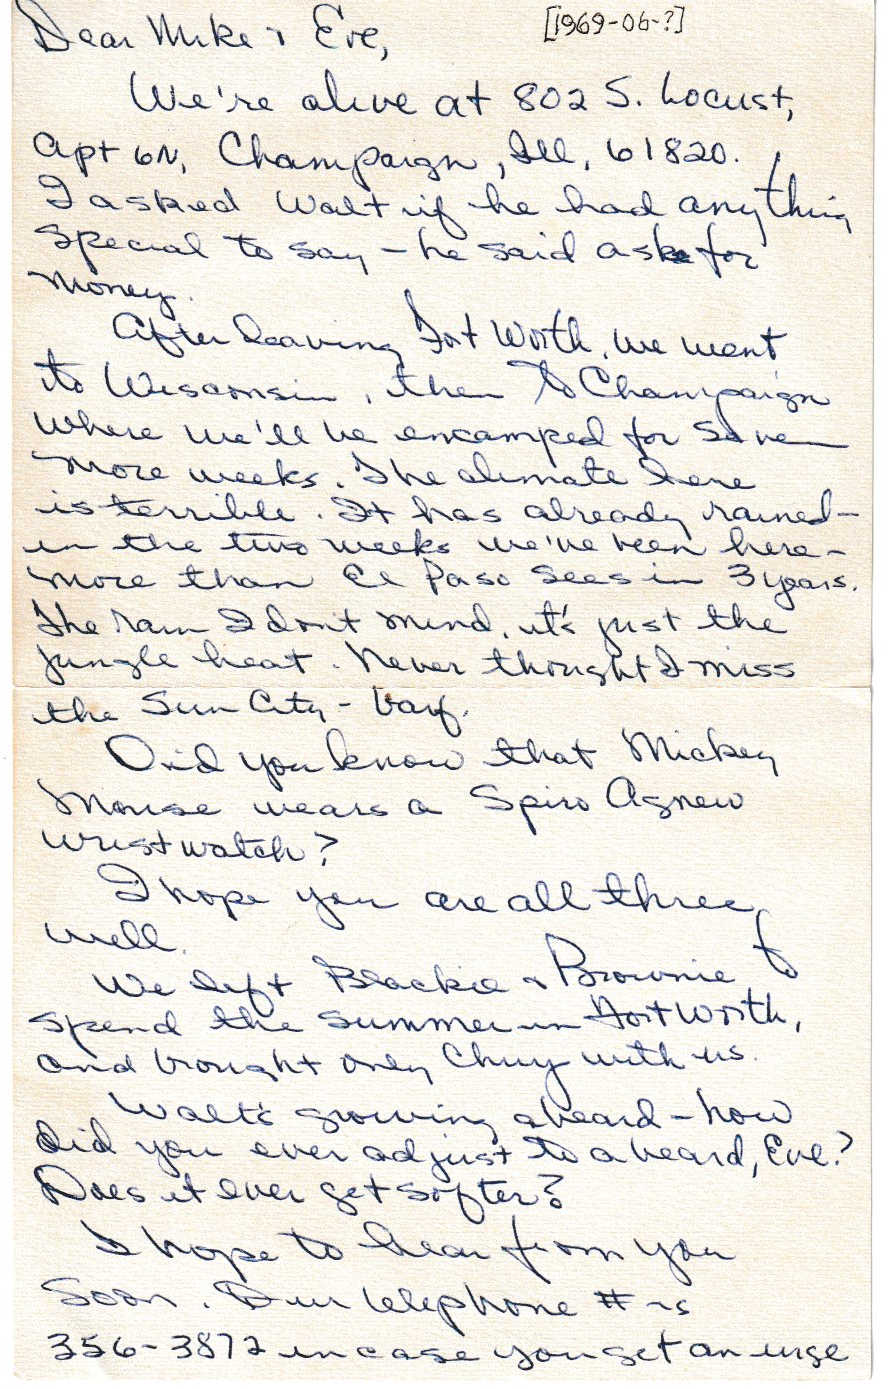 Dear Mike & Eve, [1969-06-?]
We're alive at 802 S. Locust,
Apt 6N, Champaign, Ill, 61820.
I asked Walt if he had anything
special to say - he said ask for
money.
After leaving Fort Worth, we went
to Wisconsin, then to Champaign
where we'll be encamped for seven
more weeks. The climate here
is terrible. It has already rained -
in the two weeks we've been here -
more than El Paso sees in 3 years.
The rain I don't mind, it's just the
jungle heat. Never thought I miss
the Sun City - barf.
Did you know that Mickey
Mouse wears a Spiro Agnew
wristwatch?
I hope you are all three
well.
We left Blackie & Brownie to
spend the summer in Fort Worth,
and brought only Chuy with us.
Walt's growing a beard - how
did you ever adjust to a beard, Eve?
Does it ever get softer?
I hope to hear from you
soon. Our telephone # is
356-3872 in case you get an urge